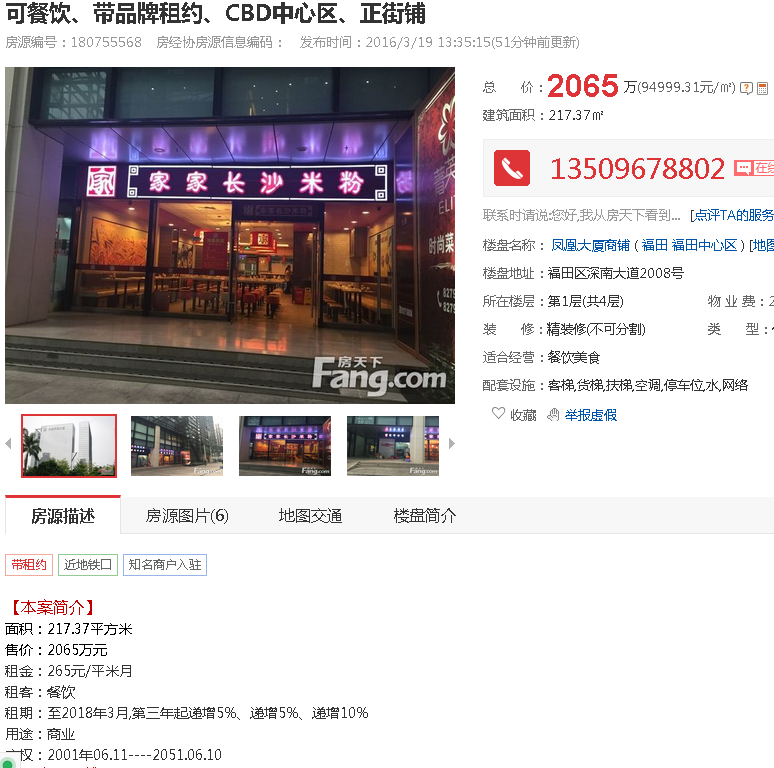 可餐饮、带品牌租约、CBD中心区、正街铺
房源编号：180755568 房经协房源信息编码： 发布时间：2016/3/19 13:35:15(51分钟前更新)
总 价：2065 万(94999.31元/㎡)
建筑面积：217.37㎡
13509678802
联系时请说:您好,我从房天下看到... [点评TA的服务
楼盘名称：凤凰大厦商铺 ( 福田 福田中心区 ) [地图
楼盘地址：福田区深南大道2008号
所在楼层：第1层(共4层) 物 业 费：2
装 修：精装修(不可分割) 类 型：
适合经营：餐饮美食
配套设施：客梯,货梯,扶梯,空调,停车位,水,网络
收藏 举报虚假
家 家家长沙米粉
时尚菜
房天下
Fang.com
房源描述 房源图片(6) 地图交通 楼盘简介
带租约 近地铁口 知名商户入驻
【本案简介】
面积：217.37平方米
售价：2065万元
租金：265元/平米月
租客：餐饮
租期：至2018年3月,第三年起递增5%、递增5%、递增10%
用途：商业
权：2001年06.11----2051.06.10